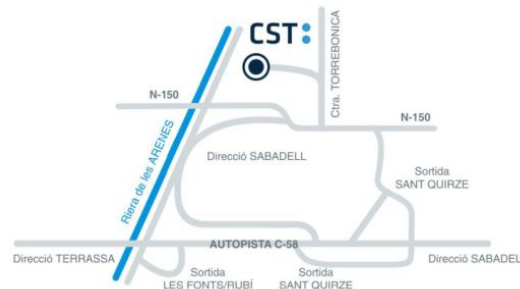 CST:
Ctra. TORREBONICA
N-150
N-150
Riera de les ARENES
Direcció SABADELL
Sortida
SANT QUIRZE
AUTOPISTA C-58
Direcció TERRASSA
Direcció SABADEL
Sortida
LES FONTS/RUBÍ
Sortida
SANT QUIRZE